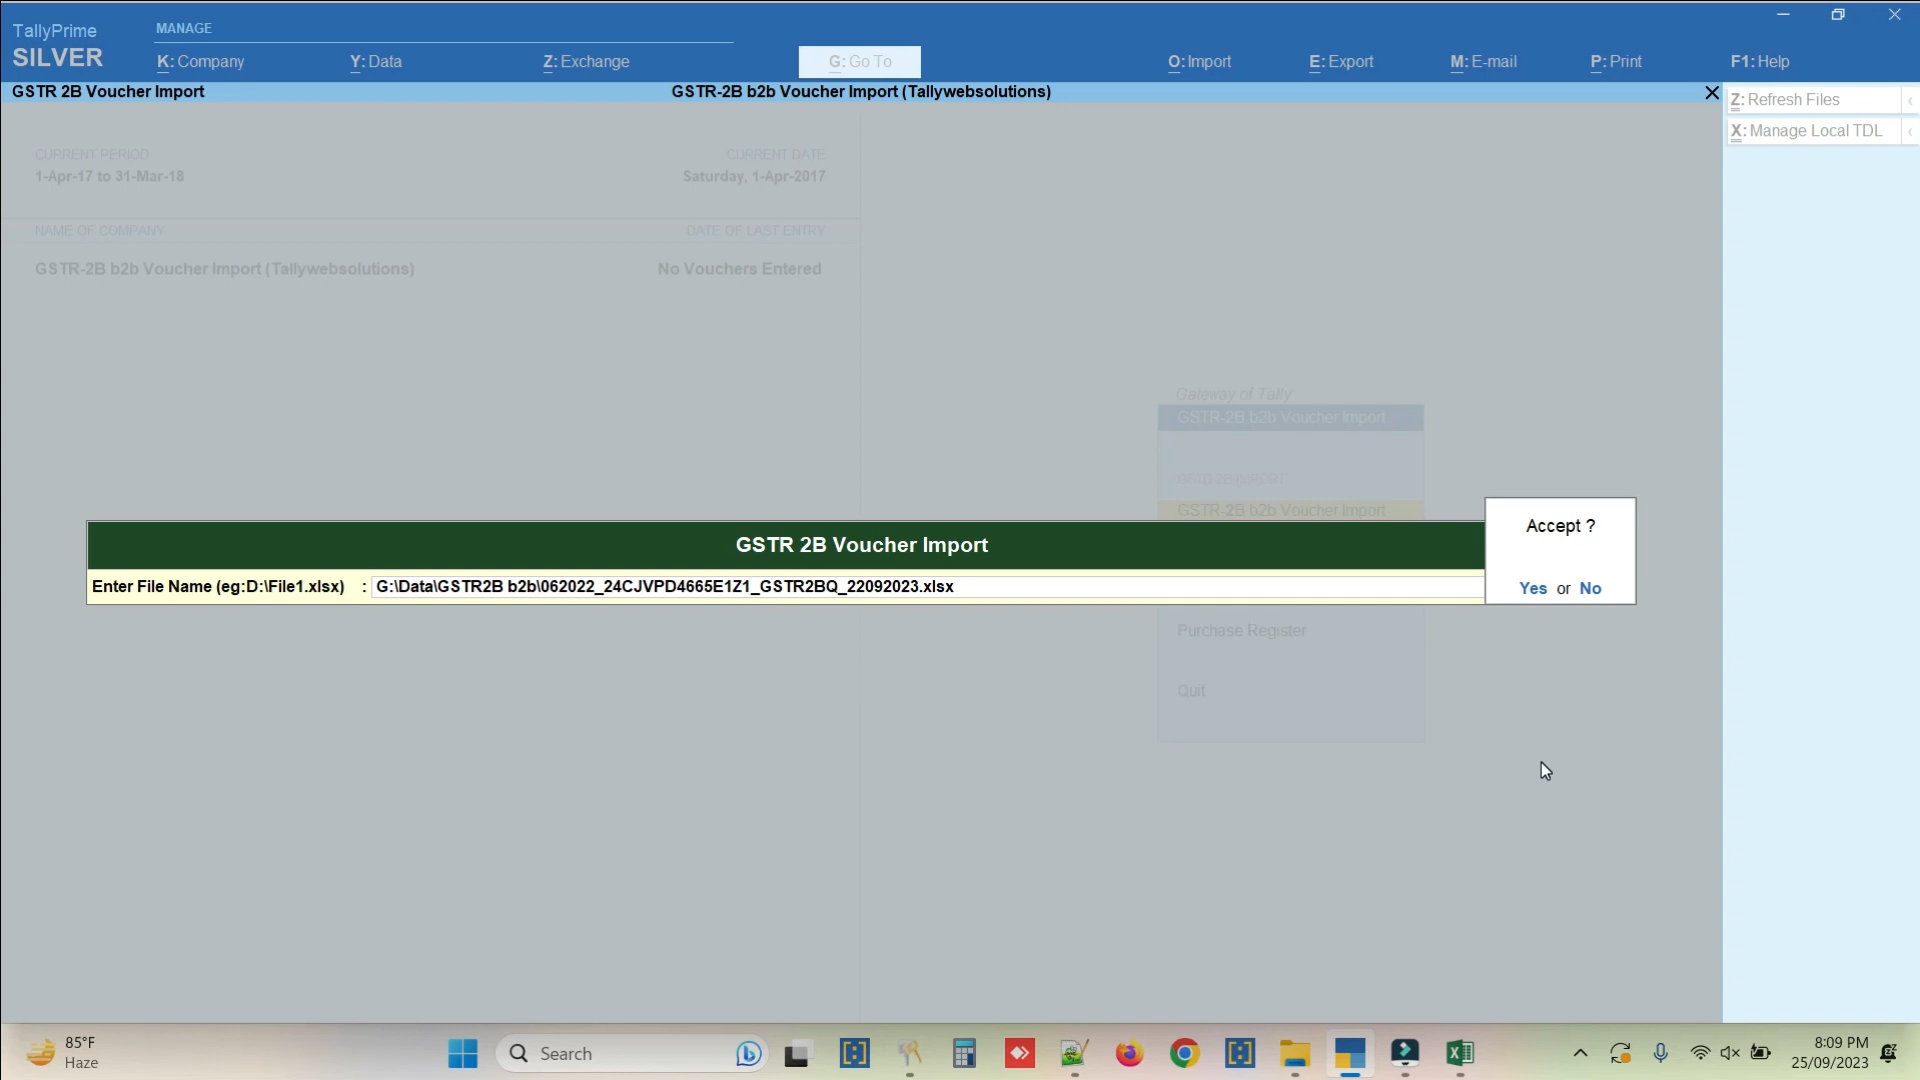 TallyPrime
SILVER
MANAGE
K: Company
Y: Data
Z: Exchange
G: Go To
O: Import
E: Export
M: E-mail
P: Print
F1: Help
GSTR 2B Voucher Import
GSTR-2B b2b Voucher Import (Tallywebsolutions)
Z: Refresh Files
X: Manage Local TDL
CURRENT PERIOD
CURRENT DATE
1-Apr-17 to 31-Mar-18
Saturday, 1-Apr-2017
NAME OF COMPANY
DATE OF LAST ENTRY
GSTR-2B b2b Voucher Import (Tallywebsolutions)
No Vouchers Entered
Gateway of Tally
GSTR-2B b2b Voucher Import
GSTR 2B IMPORT
GSTR-2B b2b Voucher Import
GSTR 2B Voucher Import
Enter File Name (eg:D:\File1.xlsx) : G:\Data\GSTR2B b2b\062022_24CJVPD4665E1Z1_GSTR2BQ_22092023.xlsx
Accept ?
Yes or No
Purchase Register
Quit
85°F
Haze
Search
8:09 PM
25/09/2023